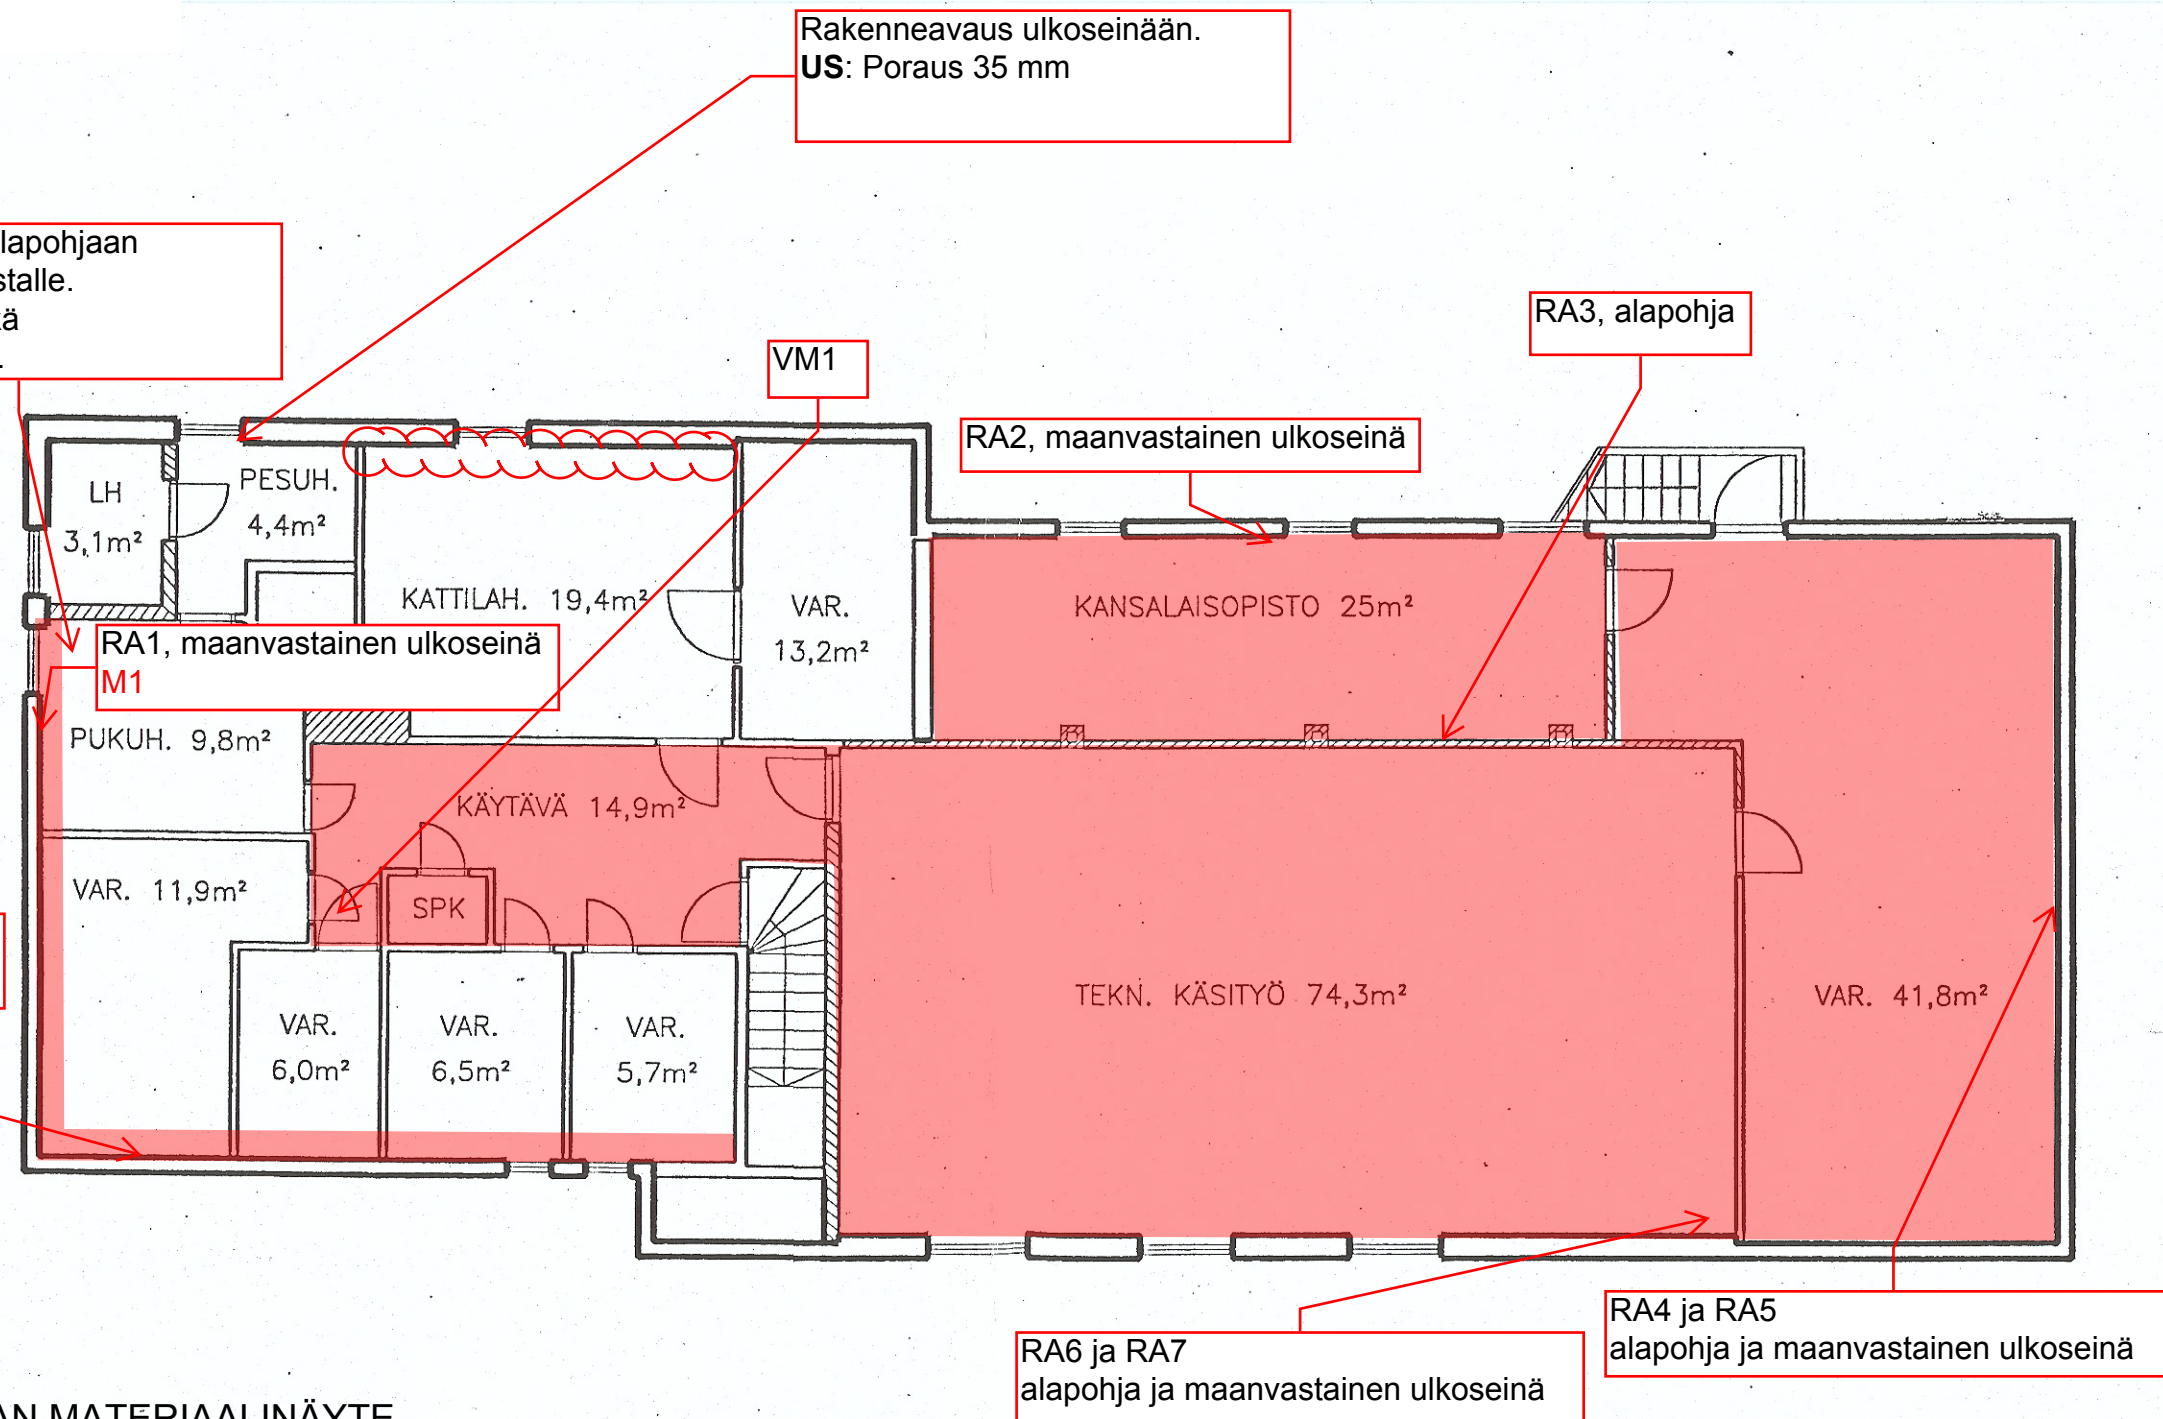 Rakenneavaus ulkoseinään.
US: Poraus 35 mm
lapohjaan
stalle.
RA3, alapohja
VM1
RA2, maanvastainen ulkoseinä
LH
3,1m²
PESUH.
4,4m²
KATTILAH. 19,4m²
VAR.
13,2m²
KANSALAISOPISTO 25m²
RA1, maanvastainen ulkoseinä
M1
PUKUH. 9,8m²
KÄYTÄVÄ 14,9m²
VAR. 11,9m²
SPK
TEKN. KÄSITYÖ 74,3m²
VAR. 41,8m²
VAR.
6,0m²
VAR.
6,5m²
VAR.
5,7m²
RA4 ja RA5
alapohja ja maanvastainen ulkoseinä
RA6 ja RA7
alapohja ja maanvastainen ulkoseinä
AN MATERIAALINÄYTE